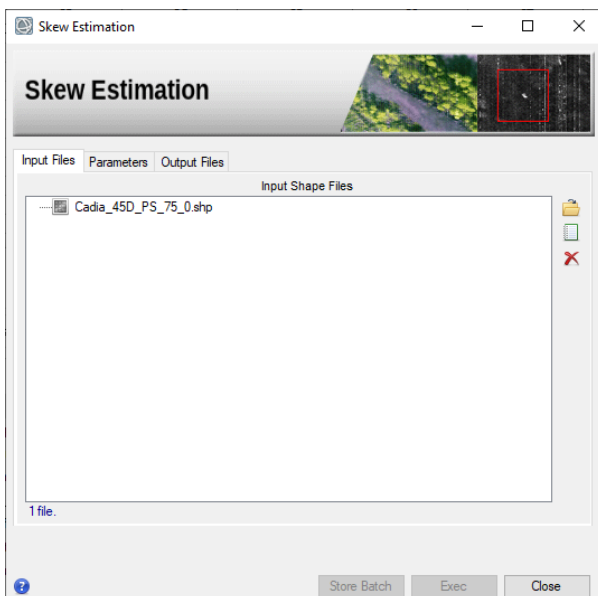 Skew Estimation
Skew Estimation
Input Files Parameters Output Files
Input Shape Files
Cadia_45D_PS_75_0.shp
1 file.
? Store Batch Exec Close